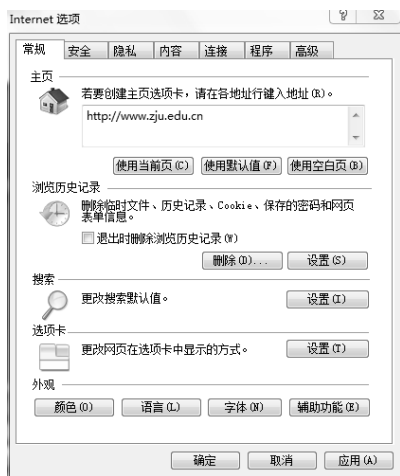 Internet 选项
常规 安全 隐私 内容 连接 程序 高级
主页
若要创建主页选项卡，请在各地址行键入地址(R)。
http://www.zju.edu.cn
使用当前页(C) 使用默认值(F) 使用空白页(B)
浏览历史记录
删除临时文件、历史记录、Cookie、保存的密码和网页
表单信息。
退出时删除浏览历史记录(W)
删除(D)... 设置(S)
搜索
更改搜索默认值。 设置(I)
选项卡
更改网页在选项卡中显示的方式。 设置(T)
外观
颜色(O) 语言(L) 字体(N) 辅助功能(E)
确定 取消 应用(A)